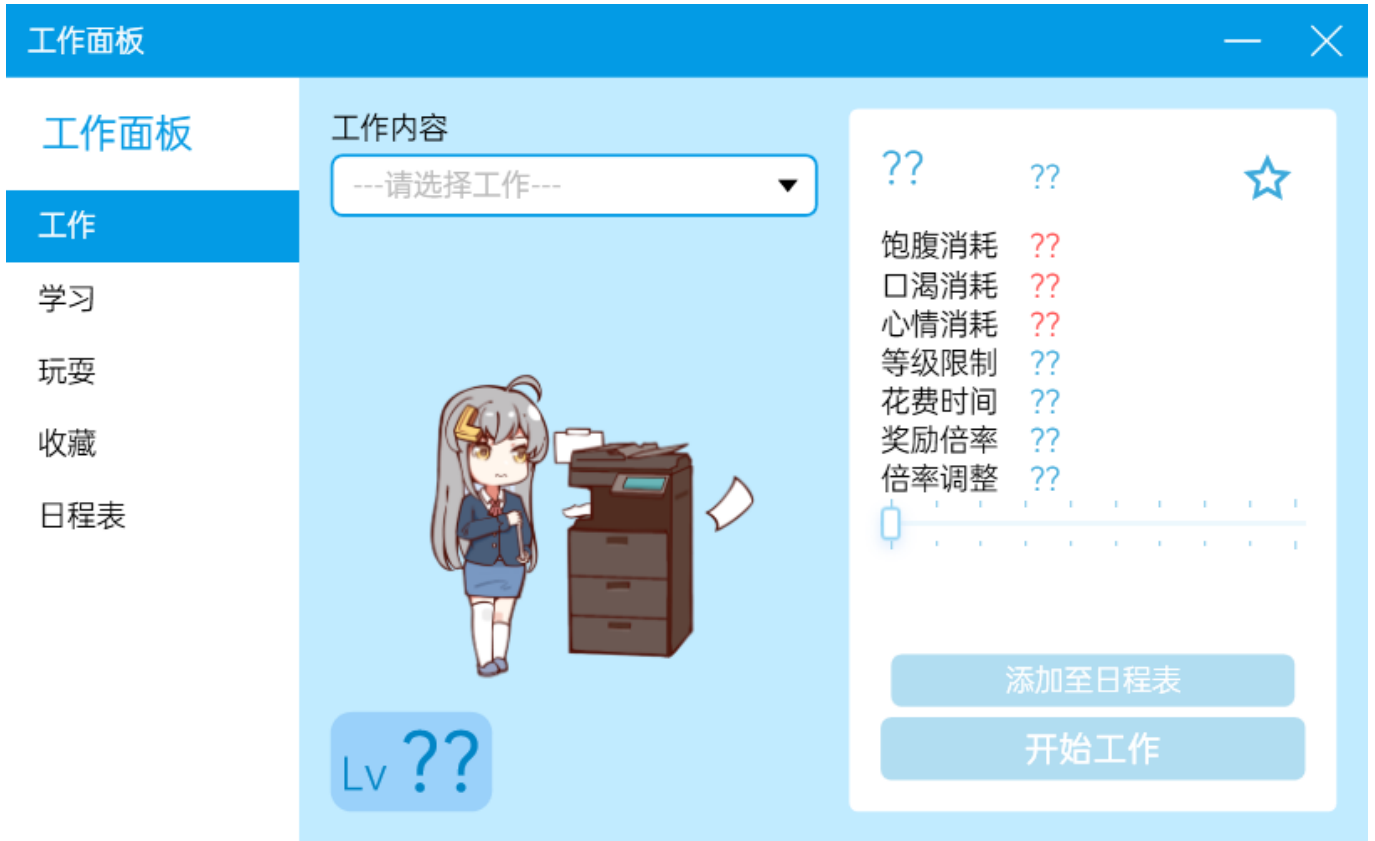 工作面板
工作面板
工作
学习
玩耍
收藏
日程表
工作内容
---请选择工作---
Lv ??
?? ??
饱腹消耗 ??
口渴消耗 ??
心情消耗 ??
等级限制 ??
花费时间 ??
奖励倍率 ??
倍率调整 ??
添加至日程表
开始工作